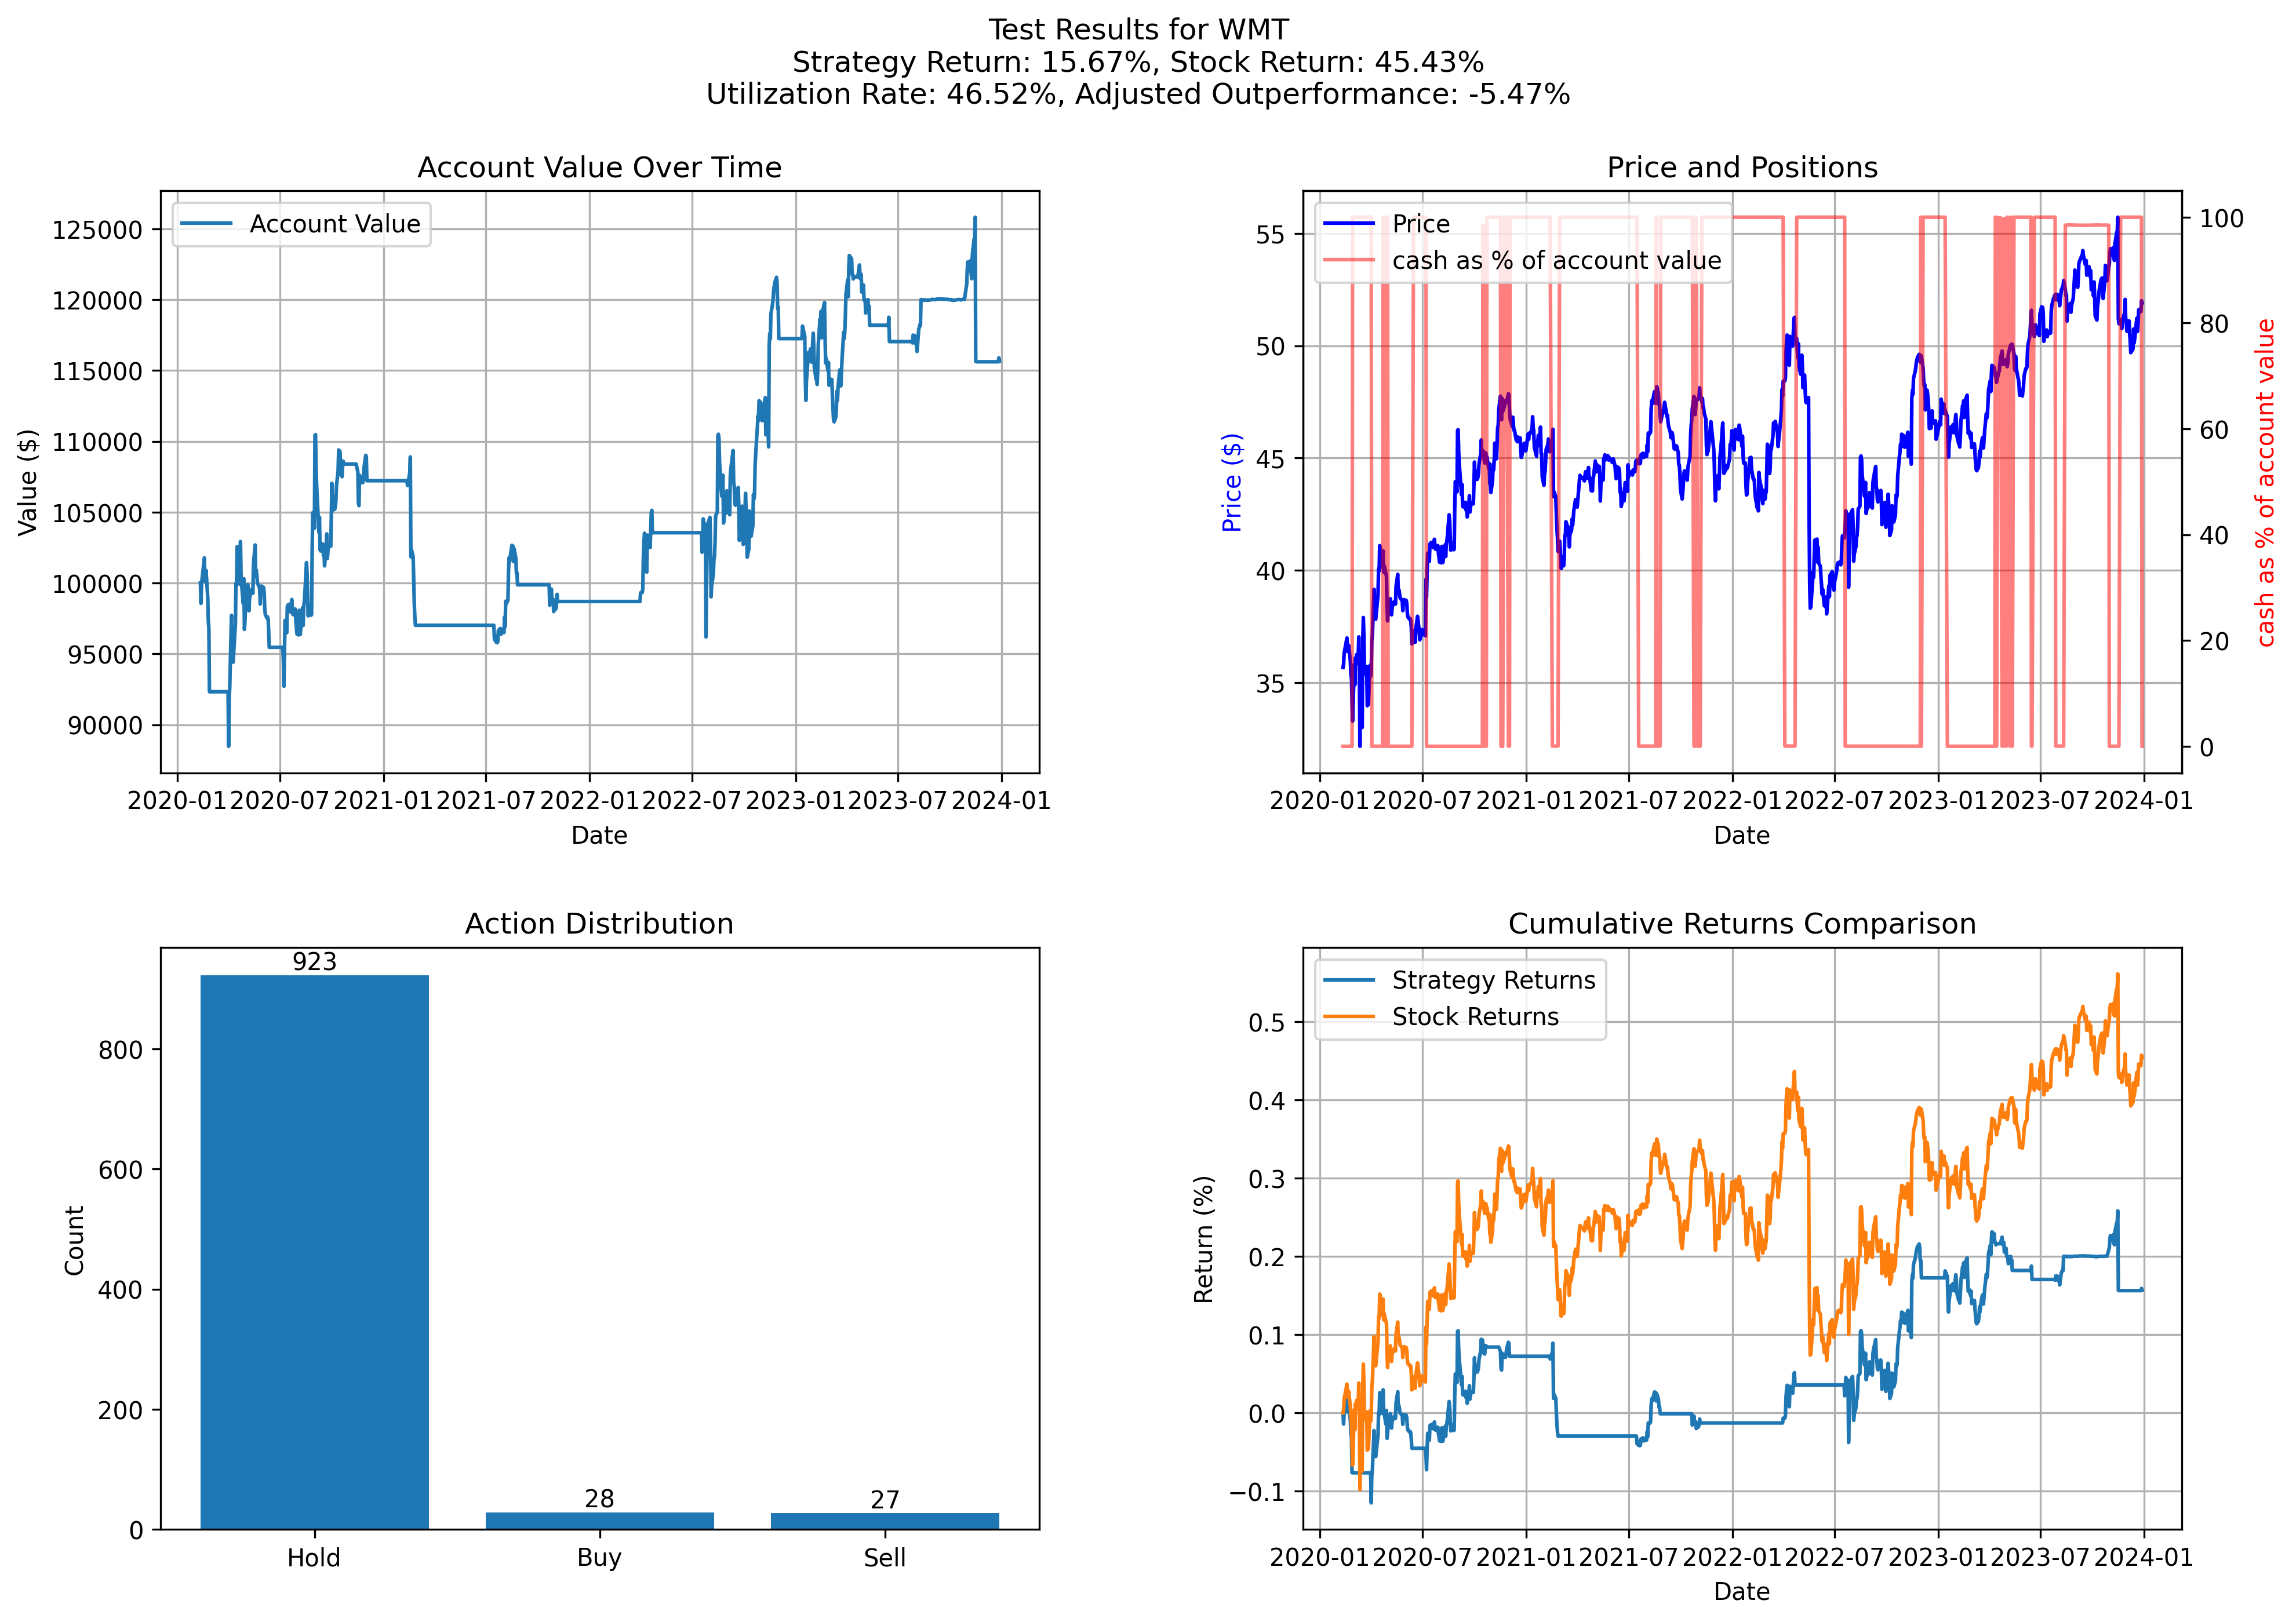 Test Results for WMT
Strategy Return: 15.67%, Stock Return: 45.43%
Utilization Rate: 46.52%, Adjusted Outperformance: -5.47%
Account Value Over Time
Account Value
125000
120000
115000
110000
105000
100000
95000
90000
Value ($)
2020-01 2020-07 2021-01 2021-07 2022-01 2022-07 2023-01 2023-07 2024-01
Date
Price and Positions
Price
cash as % of account value
55
50
45
40
35
Price ($)
100
80
60
40
20
0
cash as % of account value
2020-01 2020-07 2021-01 2021-07 2022-01 2022-07 2023-01 2023-07 2024-01
Date
Action Distribution
923
28
27
800
600
400
200
0
Count
Hold Buy Sell
Cumulative Returns Comparison
Strategy Returns
Stock Returns
0.5
0.4
0.3
0.2
0.1
0.0
−0.1
Return (%)
2020-01 2020-07 2021-01 2021-07 2022-01 2022-07 2023-01 2023-07 2024-01
Date